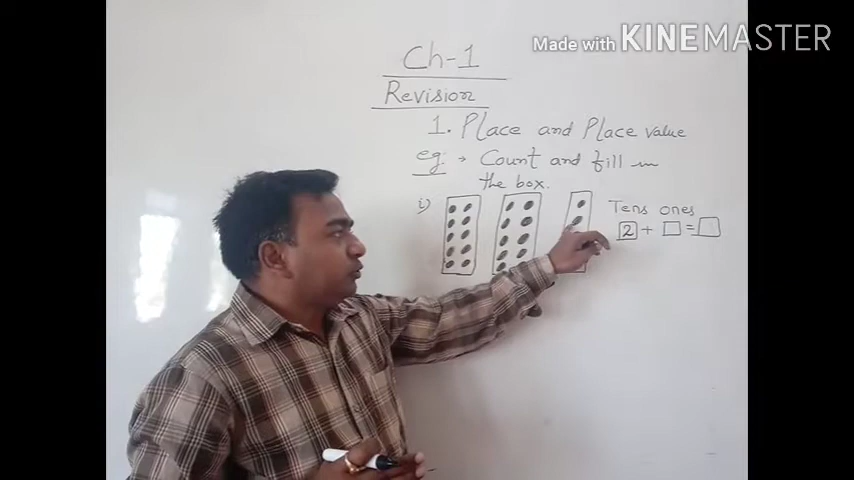 Made with KINEMASTER
Ch-1
Revision
1. Place and Place value
eg: → Count and fill in
the box.
i) Tens ones
2 + =